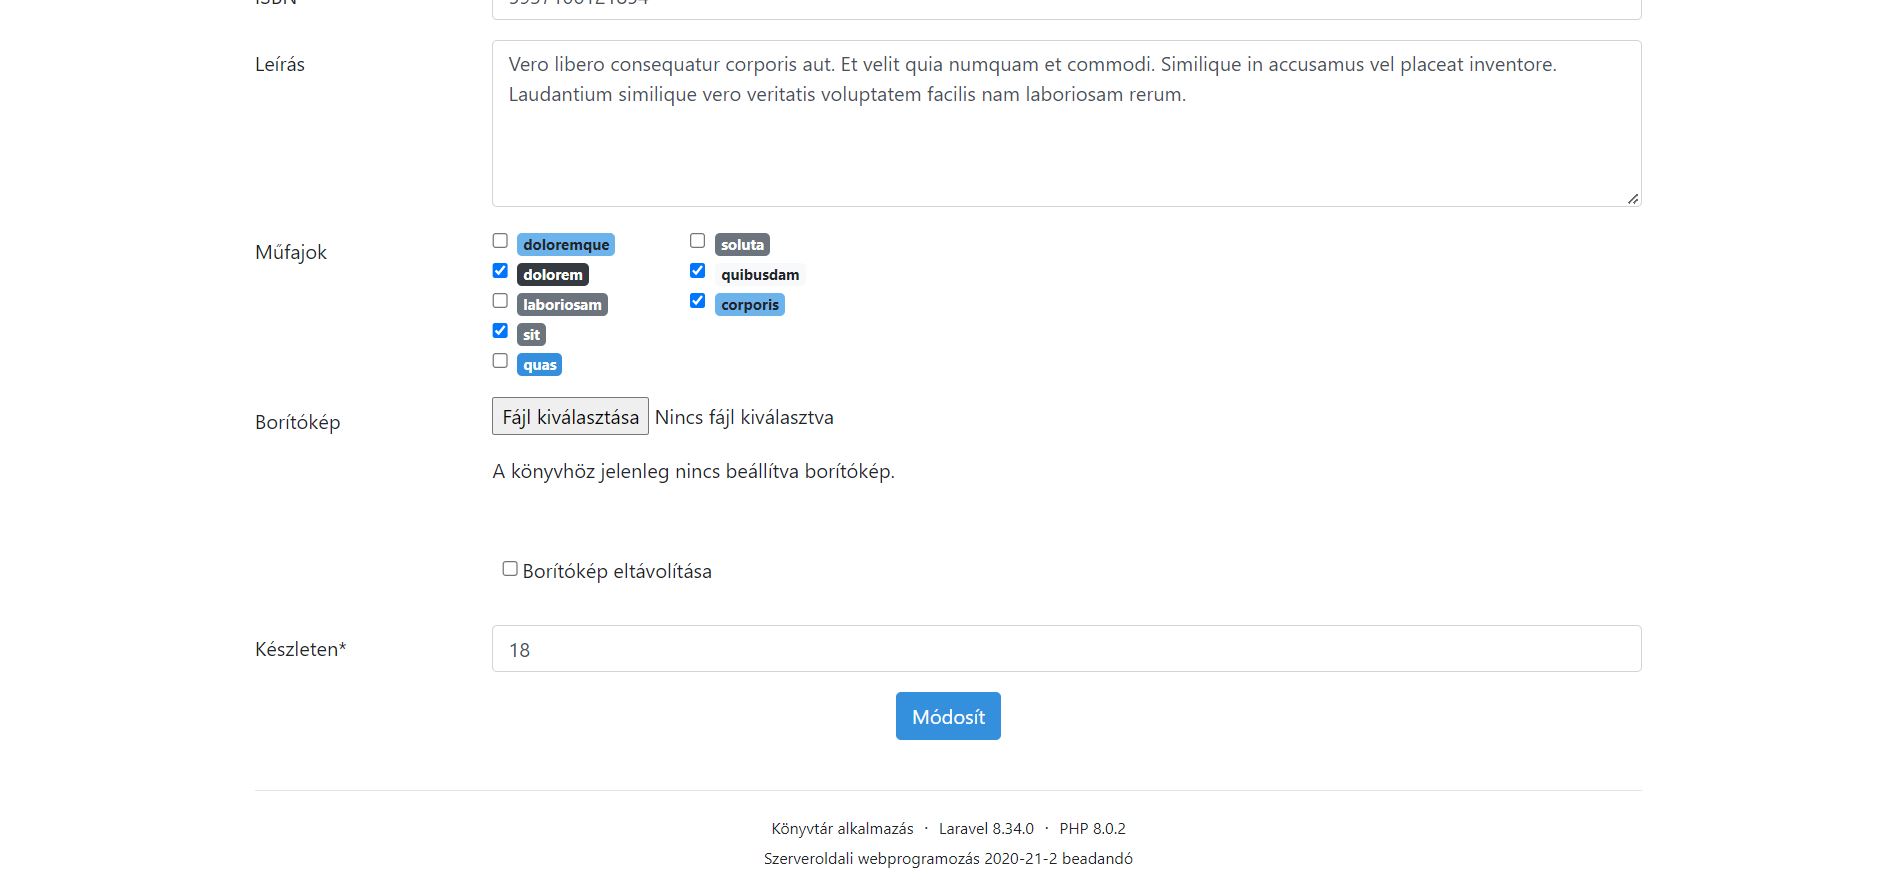 Leírás
Vero libero consequatur corporis aut. Et velit quia numquam et commodi. Similique in accusamus vel placeat inventore.
Laudantium similique vero veritatis voluptatem facilis nam laboriosam rerum.
Műfajok
doloremque
dolorem
laboriosam
sit
quas
soluta
quibusdam
corporis
Borítókép
Fájl kiválasztása Nincs fájl kiválasztva
A könyvhöz jelenleg nincs beállítva borítókép.
Borítókép eltávolítása
Készleten*
18
Módosít
Könyvtár alkalmazás · Laravel 8.34.0 · PHP 8.0.2
Szerveroldali webprogramozás 2020-21-2 beadandó